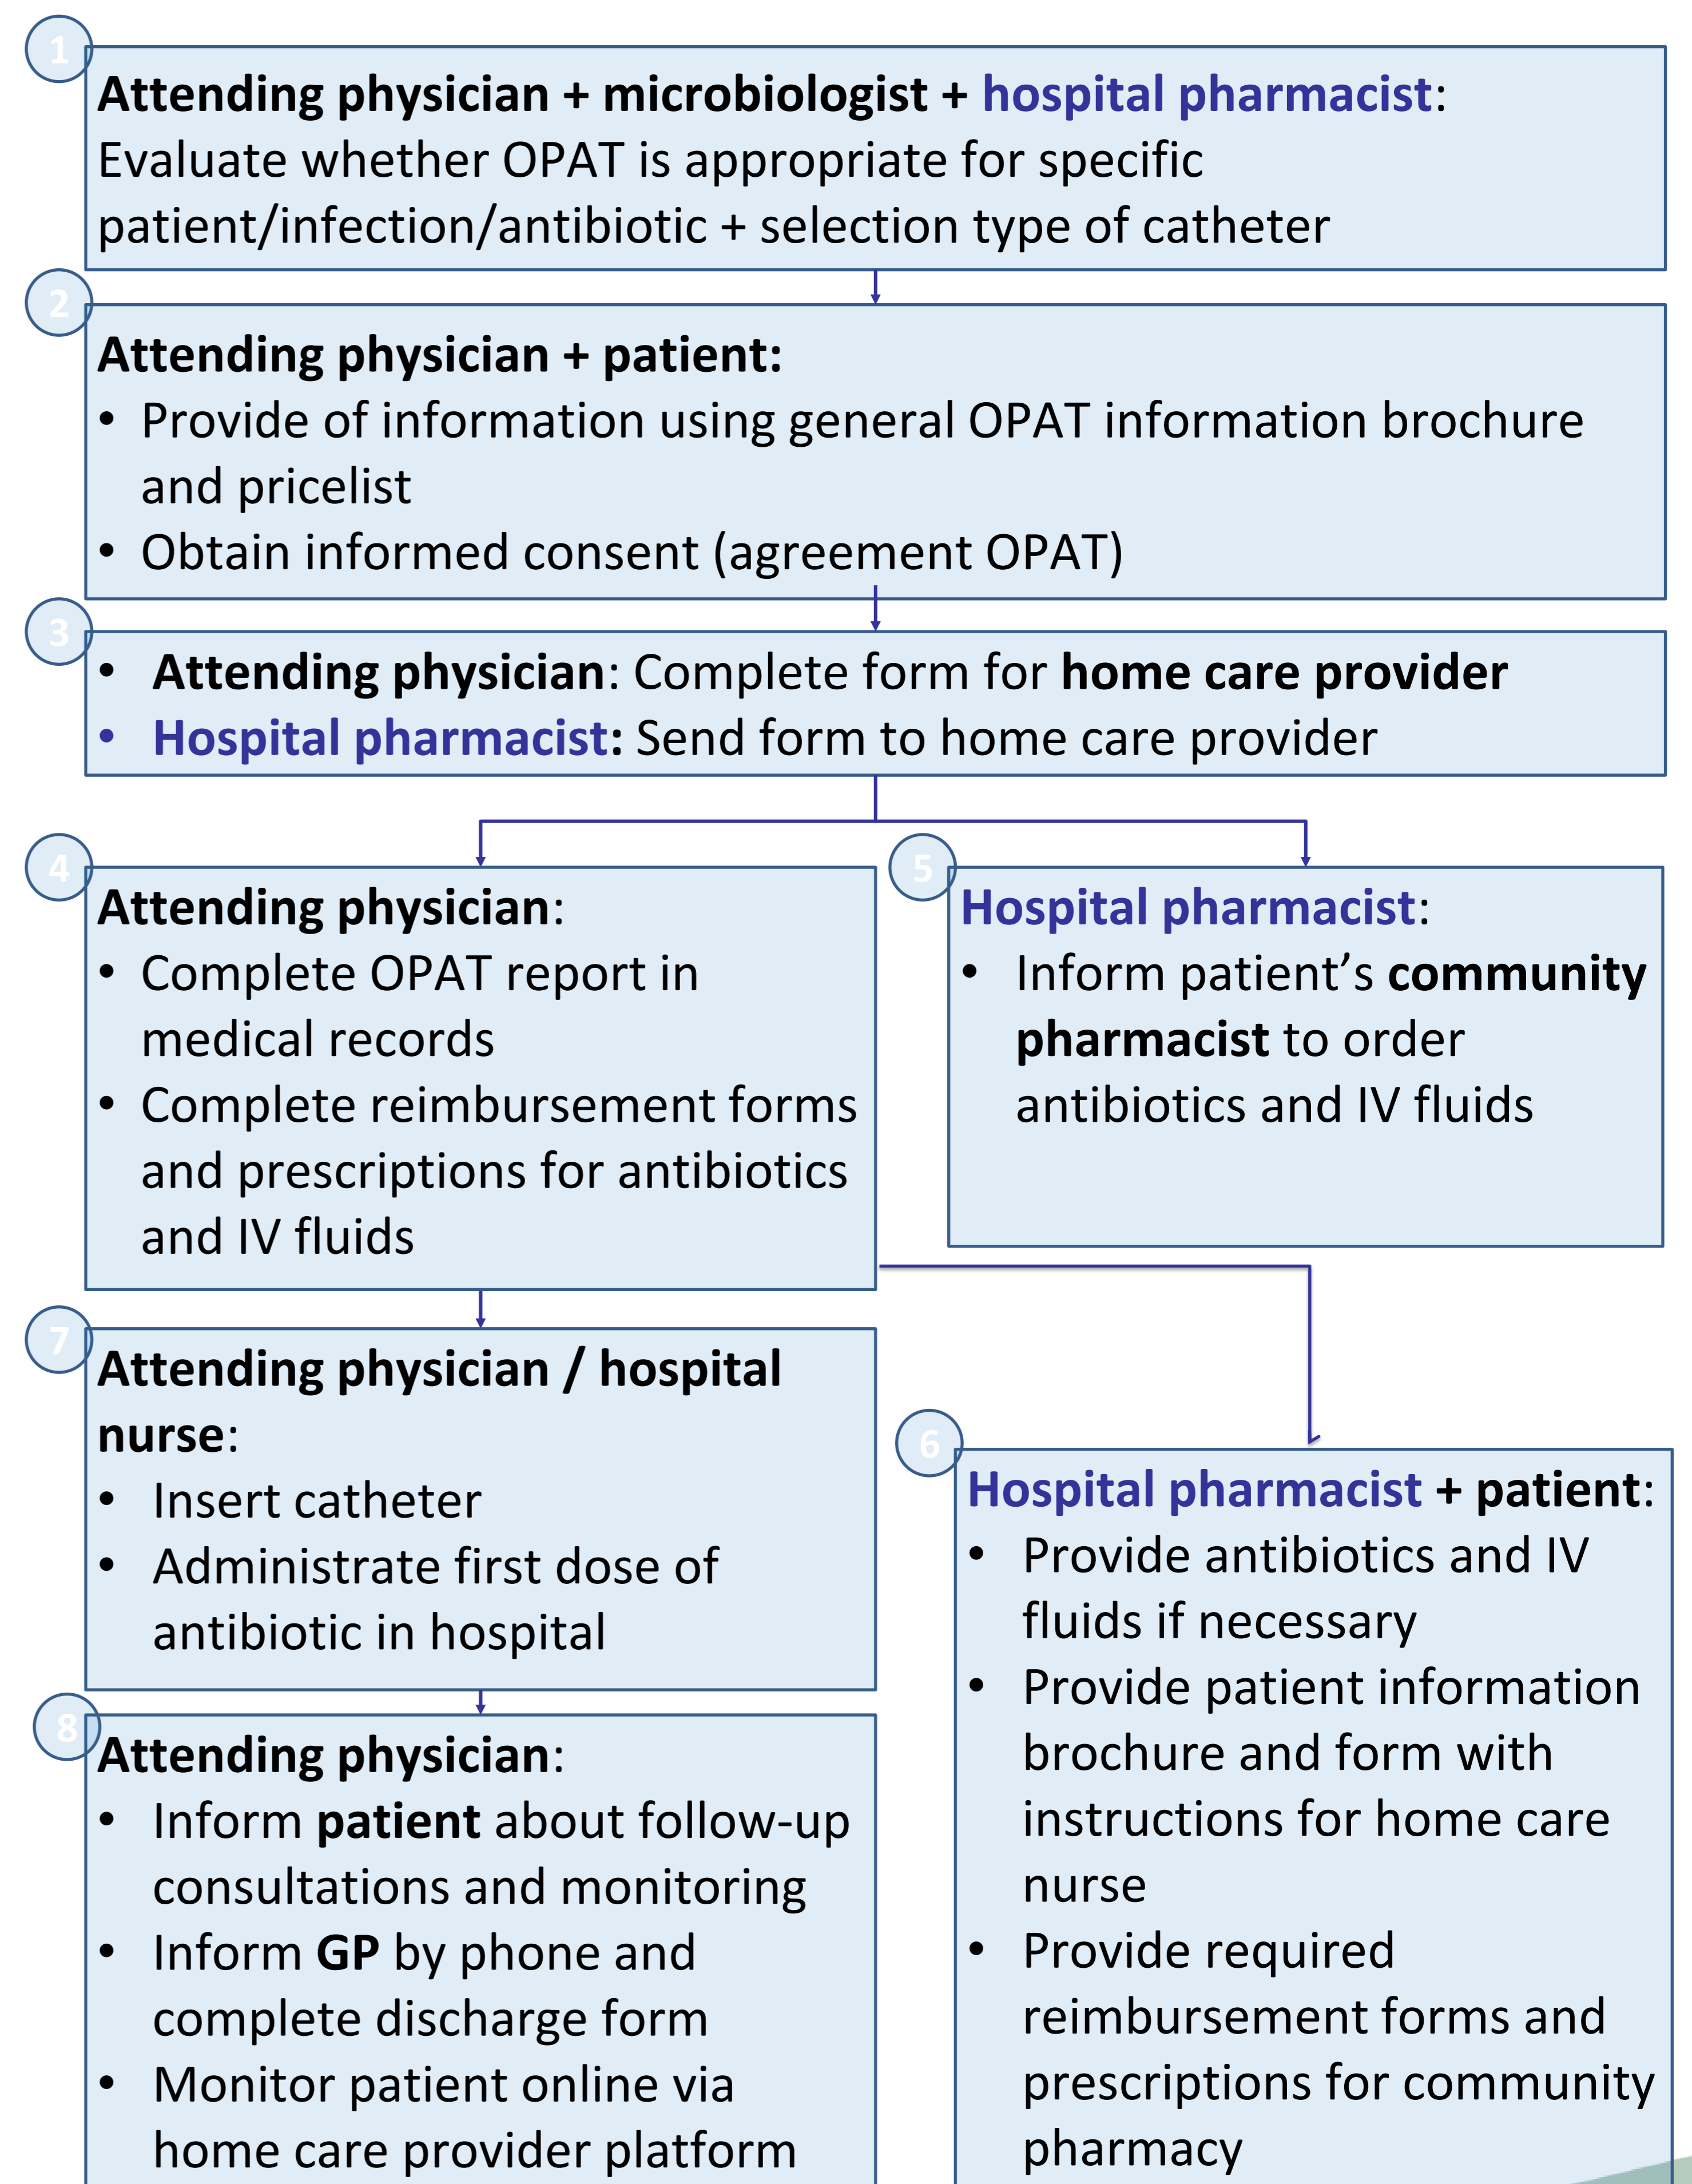 1
Attending physician + microbiologist + hospital pharmacist:
Evaluate whether OPAT is appropriate for specific
patient/infection/antibiotic + selection type of catheter
2
Attending physician + patient:
• Provide of information using general OPAT information brochure
and pricelist
• Obtain informed consent (agreement OPAT)
3
• Attending physician: Complete form for home care provider
• Hospital pharmacist: Send form to home care provider
4
Attending physician:
• Complete OPAT report in
medical records
• Complete reimbursement forms
and prescriptions for antibiotics
and IV fluids
5
Hospital pharmacist:
• Inform patient’s community
pharmacist to order
antibiotics and IV fluids
7
Attending physician / hospital
nurse:
• Insert catheter
• Administrate first dose of
antibiotic in hospital
6
Hospital pharmacist + patient:
• Provide antibiotics and IV
fluids if necessary
• Provide patient information
brochure and form with
instructions for home care
nurse
• Provide required
reimbursement forms and
prescriptions for community
pharmacy
8
Attending physician:
• Inform patient about follow-up
consultations and monitoring
• Inform GP by phone and
complete discharge form
• Monitor patient online via
home care provider platform